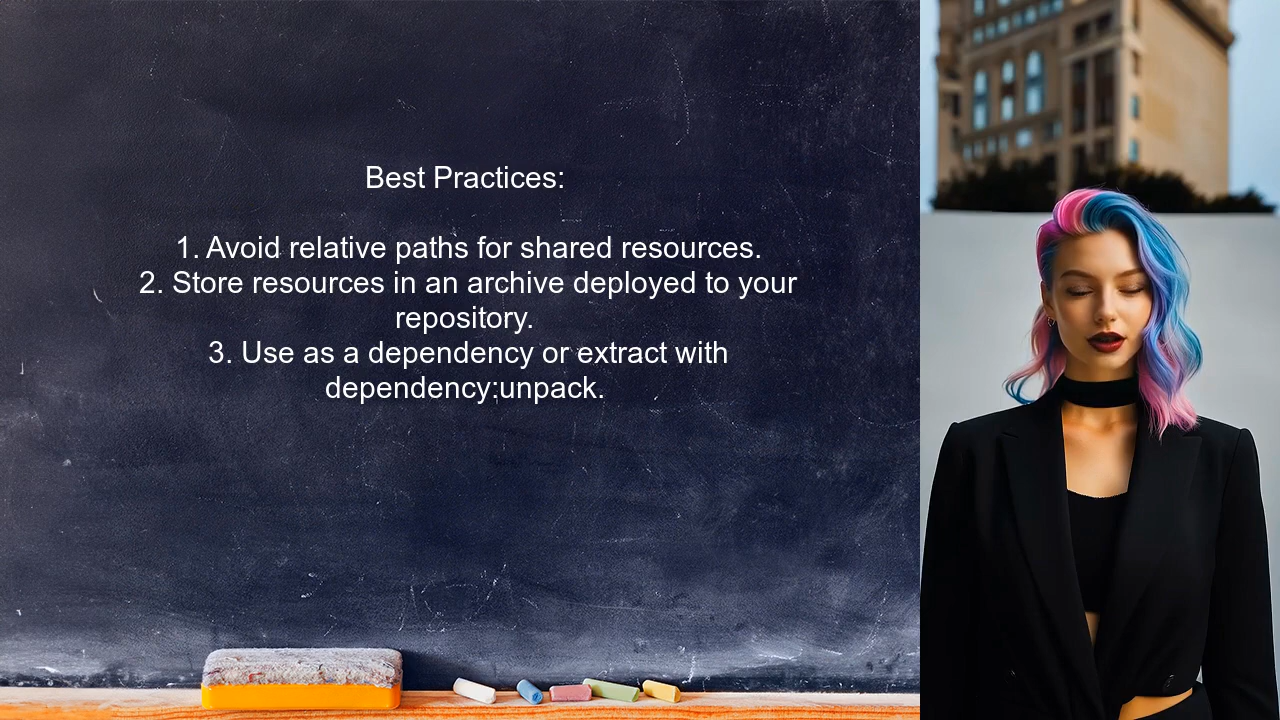 Best Practices:
1. Avoid relative paths for shared resources.
2. Store resources in an archive deployed to your
repository.
3. Use as a dependency or extract with
dependency:unpack.